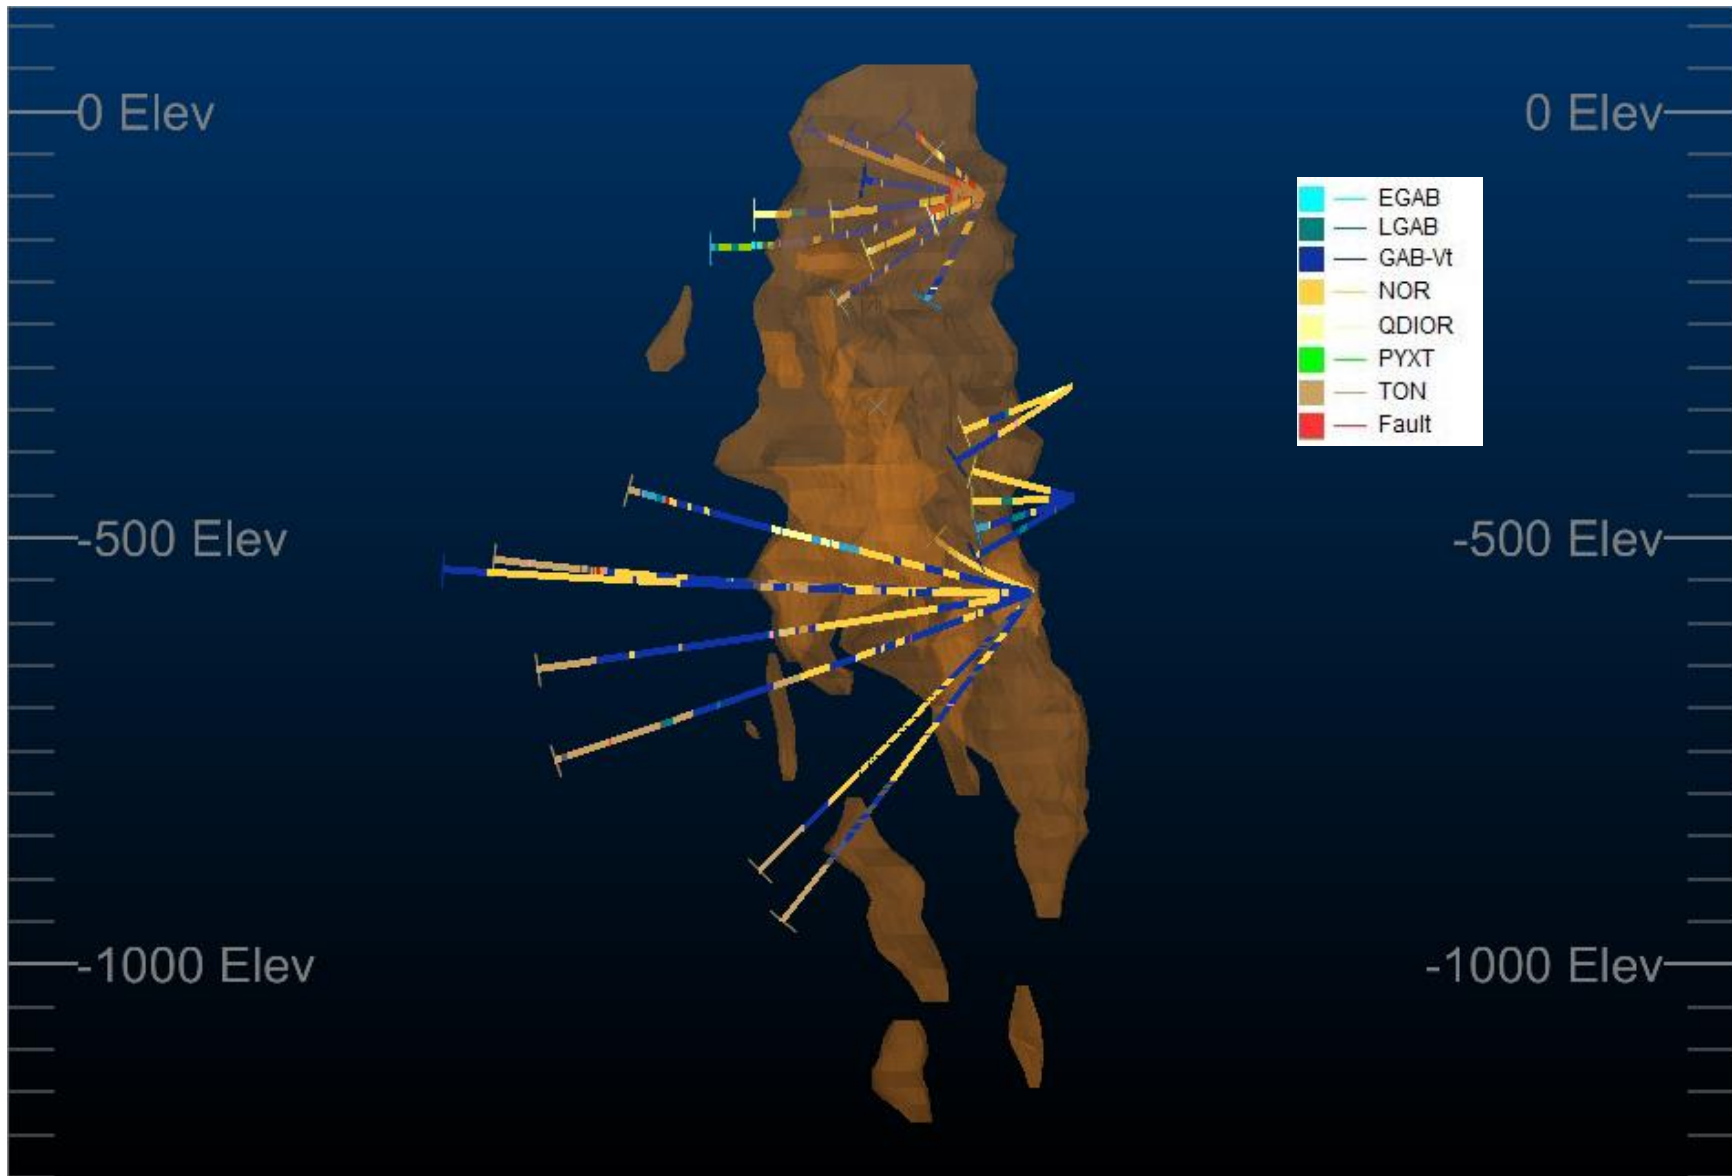 0 Elev
0 Elev
EGAB
LGAB
GAB-Vt
NOR
QDIOR
PYXT
TON
Fault
-500 Elev
-500 Elev
-1000 Elev
-1000 Elev